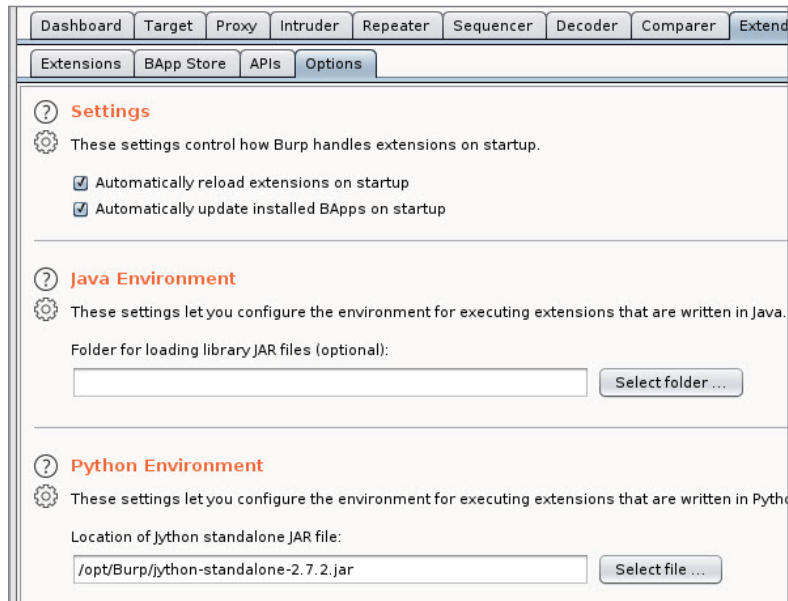 Dashboard Target Proxy Intruder Repeater Sequencer Decoder Comparer Extend
Extensions BApp Store APIs Options
? Settings
These settings control how Burp handles extensions on startup.
Automatically reload extensions on startup
Automatically update installed BApps on startup
? Java Environment
These settings let you configure the environment for executing extensions that are written in Java.
Folder for loading library JAR files (optional):
Select folder ...
? Python Environment
These settings let you configure the environment for executing extensions that are written in Pytho
Location of Jython standalone JAR file:
/opt/Burp/jython-standalone-2.7.2.jar Select file ...